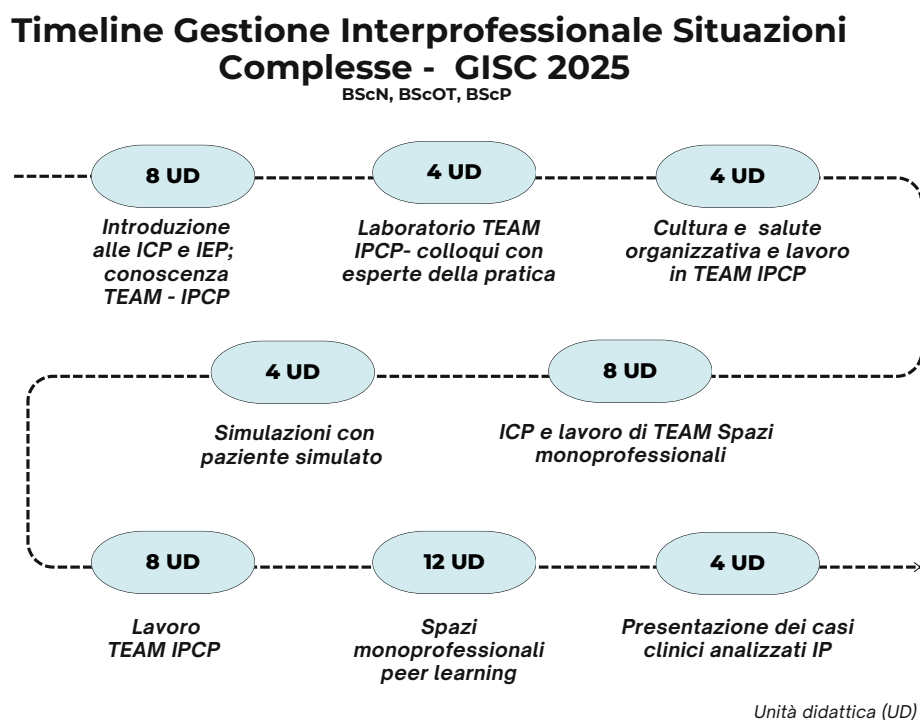 Timeline Gestione Interprofessionale Situazioni
Complesse - GISC 2025
BScN, BScOT, BScP
8 UD
Introduzione
alle ICP e IEP;
conoscenza
TEAM - IPCP
4 UD
Laboratorio TEAM
IPCP- colloqui con
esperte della pratica
4 UD
Cultura e salute
organizzativa e lavoro
in TEAM IPCP
8 UD
ICP e lavoro di TEAM Spazi
monoprofessionali
4 UD
Simulazioni con
paziente simulato
8 UD
Lavoro
TEAM IPCP
12 UD
Spazi
monoprofessionali
peer learning
4 UD
Presentazione dei casi
clinici analizzati IP
Unità didattica (UD)